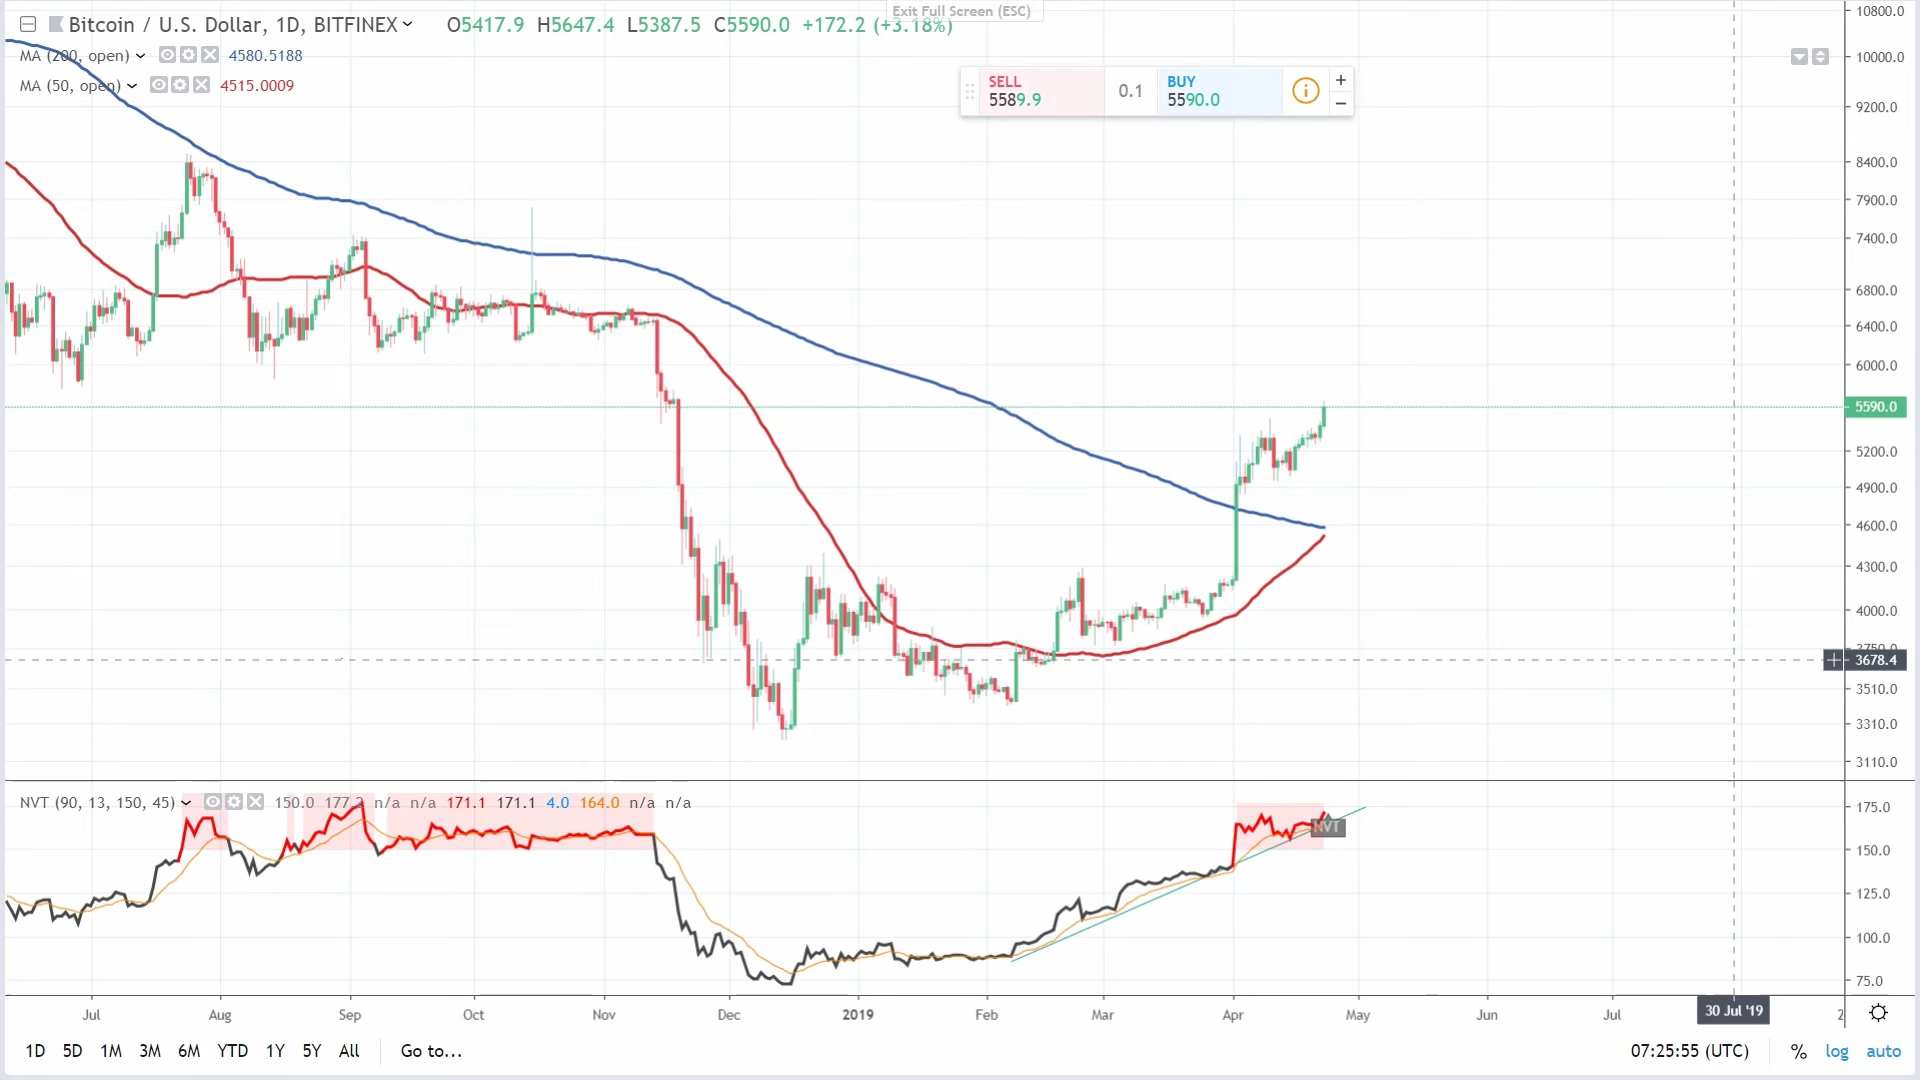 Bitcoin / U.S. Dollar, 1D, BITFINEX O5417.9 H5647.4 L5387.5 C5590.0 +172.2 (+3.18%)
Exit Full Screen (ESC)
MA (200, open) 4580.5188
MA (50, open) 4515.0009
SELL
5589.9
0.1
BUY
5590.0
10800.0
10000.0
9200.0
8400.0
7900.0
7400.0
6800.0
6400.0
6000.0
5590.0
5200.0
4900.0
4600.0
4300.0
4000.0
3750.0
3678.4
3510.0
3310.0
3110.0
NVT (90, 13, 150, 45) 150.0 177.2 n/a n/a 171.1 171.1 4.0 164.0 n/a n/a
NVT
175.0
150.0
125.0
100.0
75.0
Jul Aug Sep Oct Nov Dec 2019 Feb Mar Apr May Jun Jul 30 Jul '19 2
1D 5D 1M 3M 6M YTD 1Y 5Y All Go to... 07:25:55 (UTC) % log auto